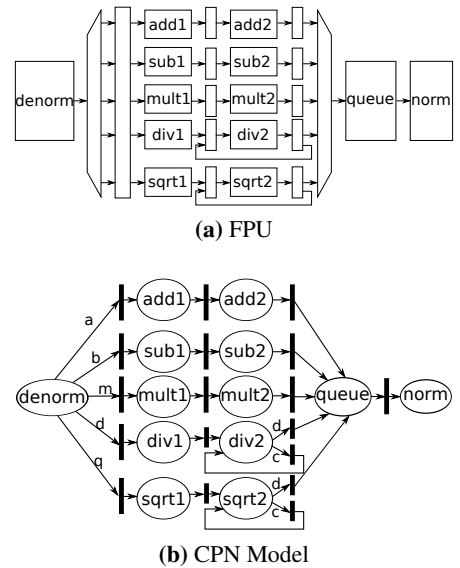 add1 add2
sub1 sub2
denorm mult1 mult2 queue norm
div1 div2
sqrt1 sqrt2
(a) FPU
a add1 add2
b sub1 sub2
denorm m mult1 mult2 queue norm
d div1 div2 d
c
q sqrt1 sqrt2 d
c
(b) CPN Model